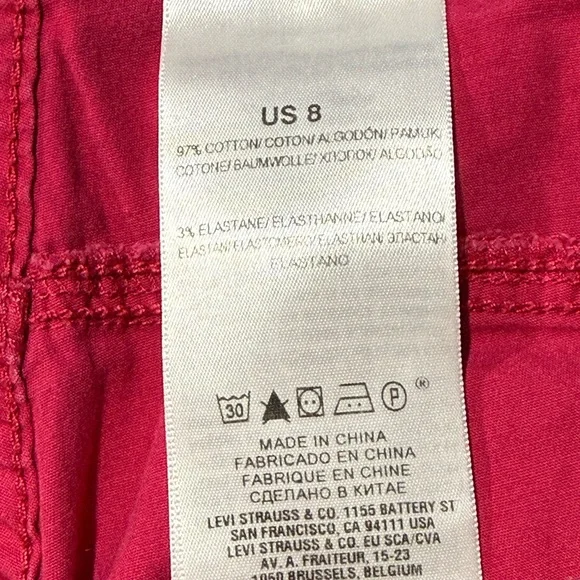 US 8
97% COTTON/ COTON/ ALGODÓN/ PAMUK/
COTONE/ BAUMWOLLE/ ХЛОПОК/ ALGODÃO
3% ELASTANE/ ELASTHANNE/ ELASTANO/
ELASTAN/ ELASTOMERO/ ELASTHAN/ ЭЛАСТАН/
ELASTANO
30 P ®
MADE IN CHINA
FABRICADO EN CHINA
FABRIQUE EN CHINE
СДЕЛАНО В КИТАЕ
LEVI STRAUSS & CO. 1155 BATTERY ST
SAN FRANCISCO, CA 94111 USA
LEVI STRAUSS & CO. EU SCA/CVA
AV. A. FRAITEUR, 15-23
1050 BRUSSELS, BELGIUM